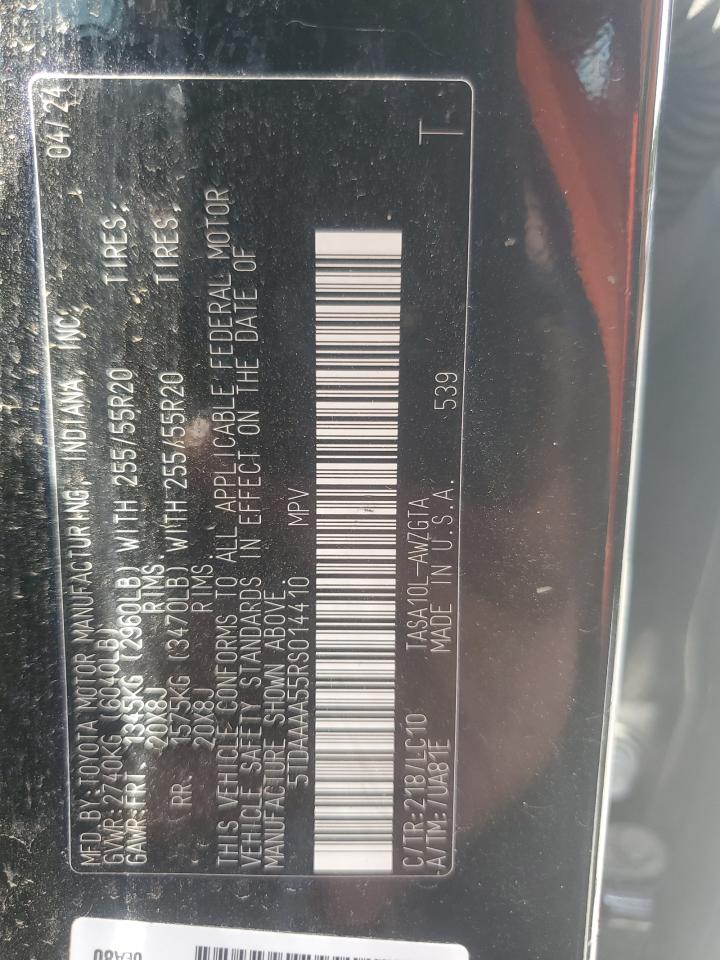 MFD. BY: TOYOTA MOTOR MANUFACTURING, INDIANA, INC. 04/24
GVWR: 2740KG (6040LB)
GAWR: FRT. 1345KG (2960LB) WITH 255/55R20 TIRES,
20X8J RIMS.
RR. 1575KG (3470LB) WITH 255/55R20 TIRES,
20X8J RIMS
THIS VEHICLE CONFORMS TO ALL APPLICABLE FEDERAL MOTOR
VEHICLE SAFETY STANDARDS IN EFFECT ON THE DATE OF
MANUFACTURE SHOWN ABOVE.
5TDAAAA55RS014410 MPV
C/TR: 218/LC10 TASA10L-AWZGTA T
A/TM: /UA81E MADE IN U.S.A. 539